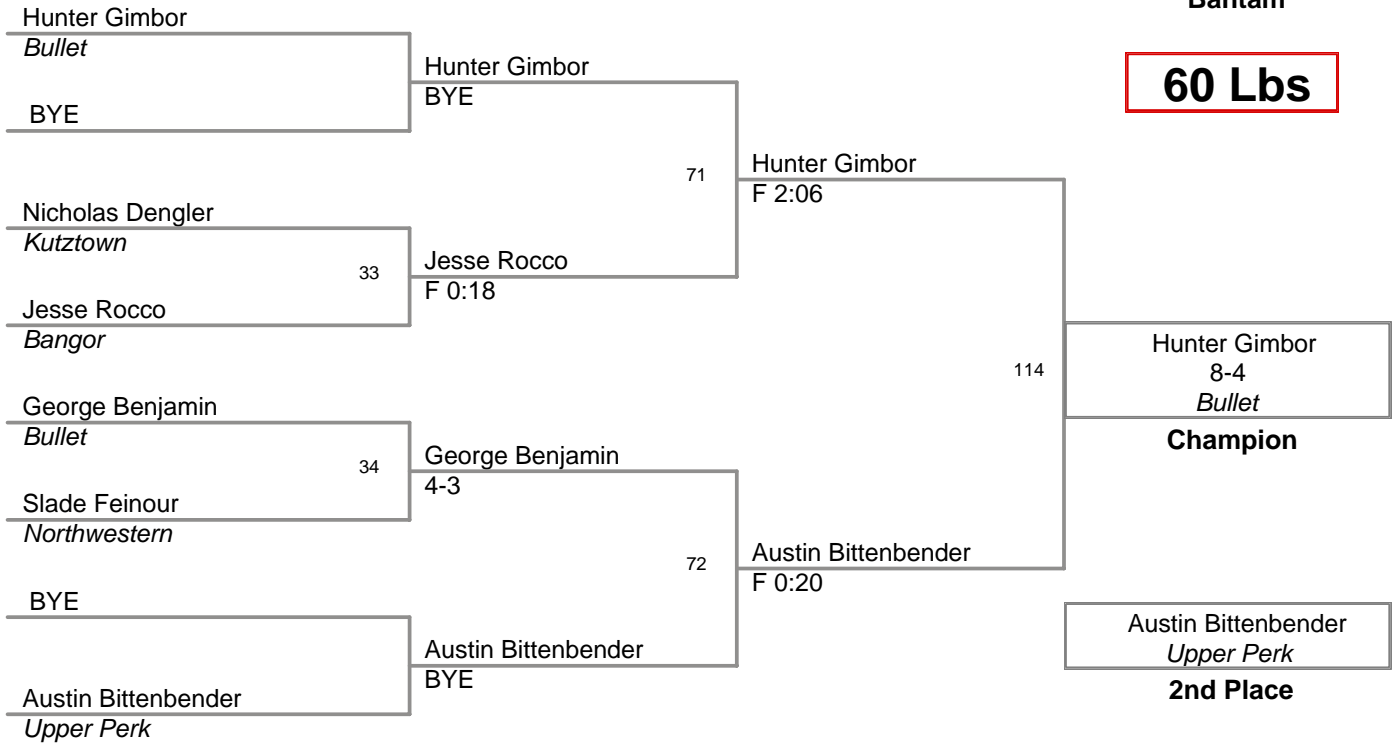 Bantam
60 Lbs
Hunter Gimbor
Bullet
BYE
Nicholas Dengler
Kutztown
33
Jesse Rocco
Bangor
George Benjamin
Bullet
34
Slade Feinour
Northwestern
BYE
Austin Bittenbender
Upper Perk
Hunter Gimbor
BYE
71
Jesse Rocco
F 0:18
George Benjamin
4-3
72
Austin Bittenbender
BYE
Hunter Gimbor
F 2:06
114
Austin Bittenbender
F 0:20
Hunter Gimbor
8-4
Bullet
Champion
Austin Bittenbender
Upper Perk
2nd Place